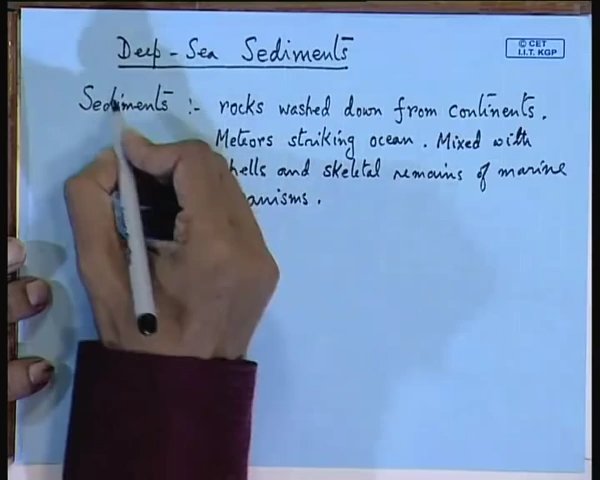 Deep-Sea Sediments
© CET
I.I.T. KGP
Sediments :- rocks washed down from continents.
Meteors striking ocean. Mixed with
hells and skeletal remains of marine
anisms.